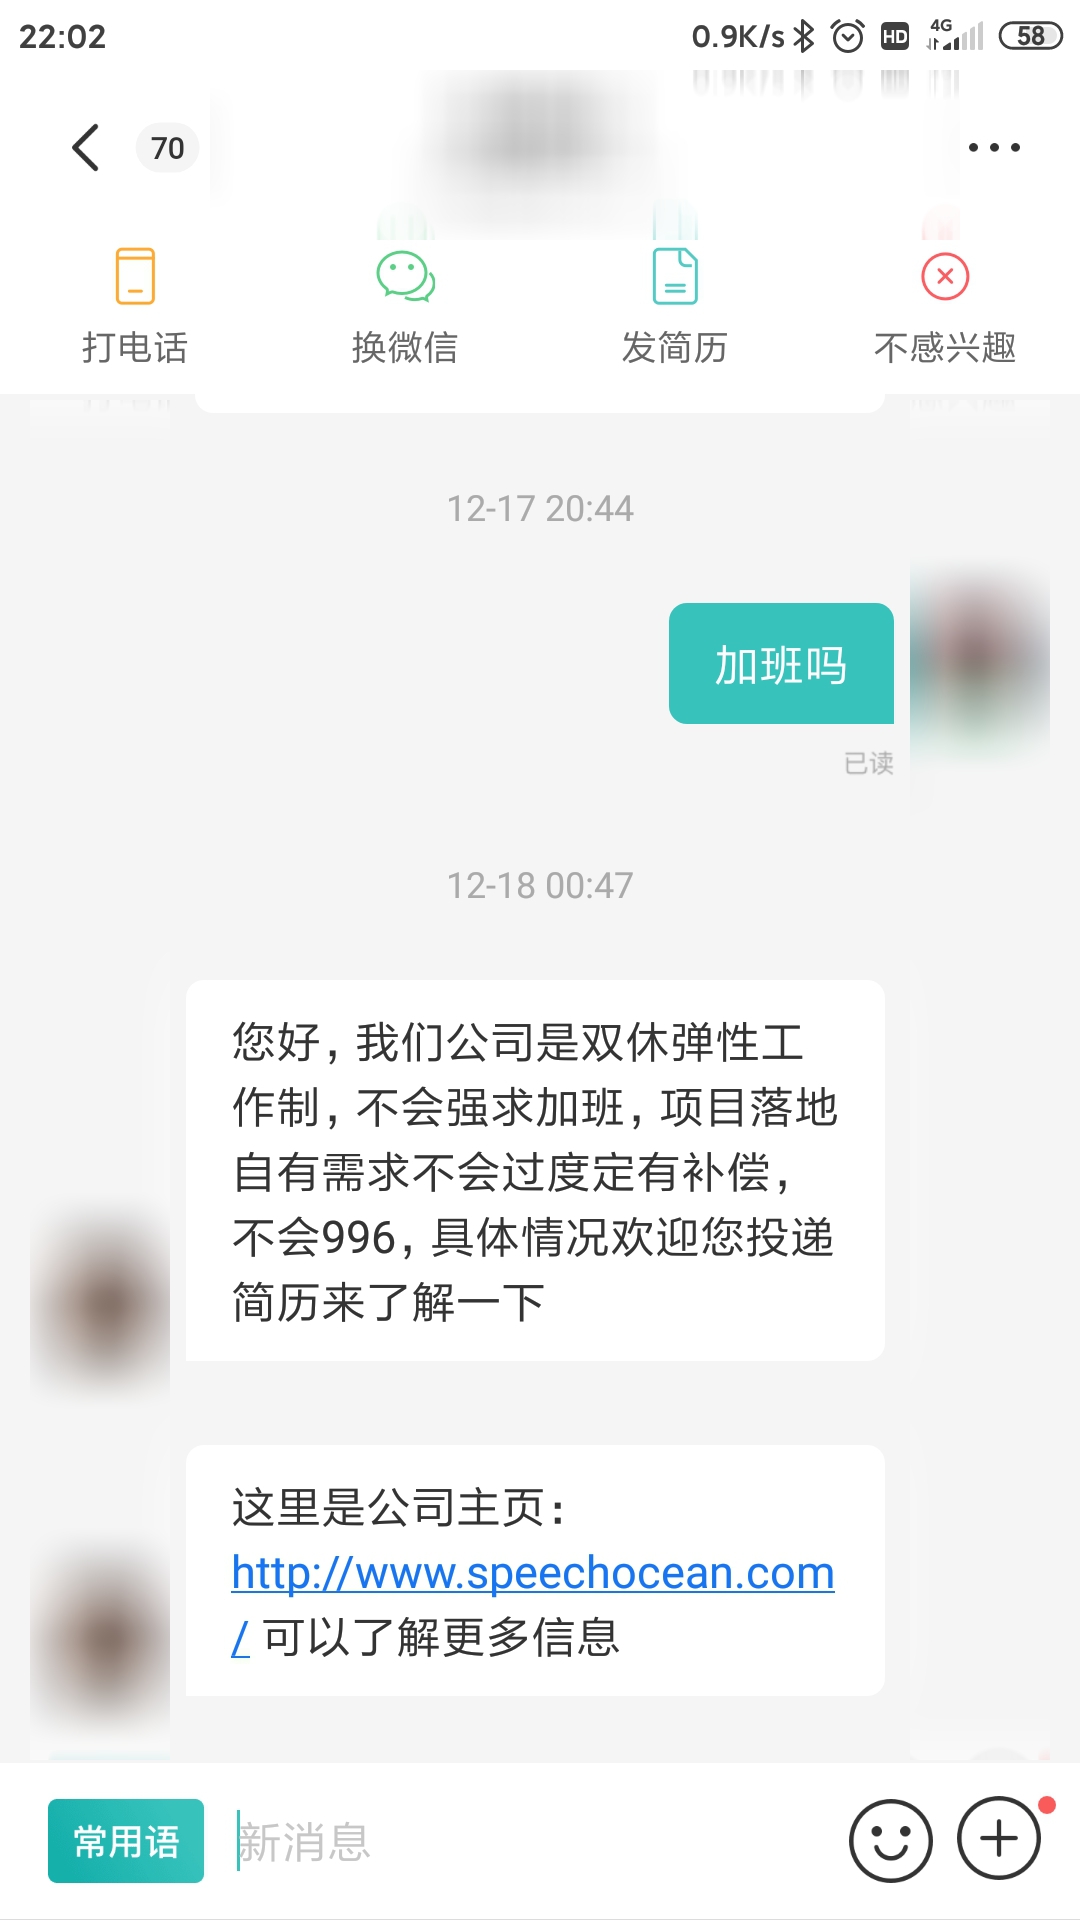 22:02
0.9K/s
HD
4G
58
70
打电话
换微信
发简历
不感兴趣
12-17 20:44
加班吗
已读
12-18 00:47
您好，我们公司是双休弹性工
作制，不会强求加班，项目落地
自有需求不会过度定有补偿，
不会996，具体情况欢迎您投递
简历来了解一下
这里是公司主页：
http://www.speechocean.com
/ 可以了解更多信息
常用语
新消息